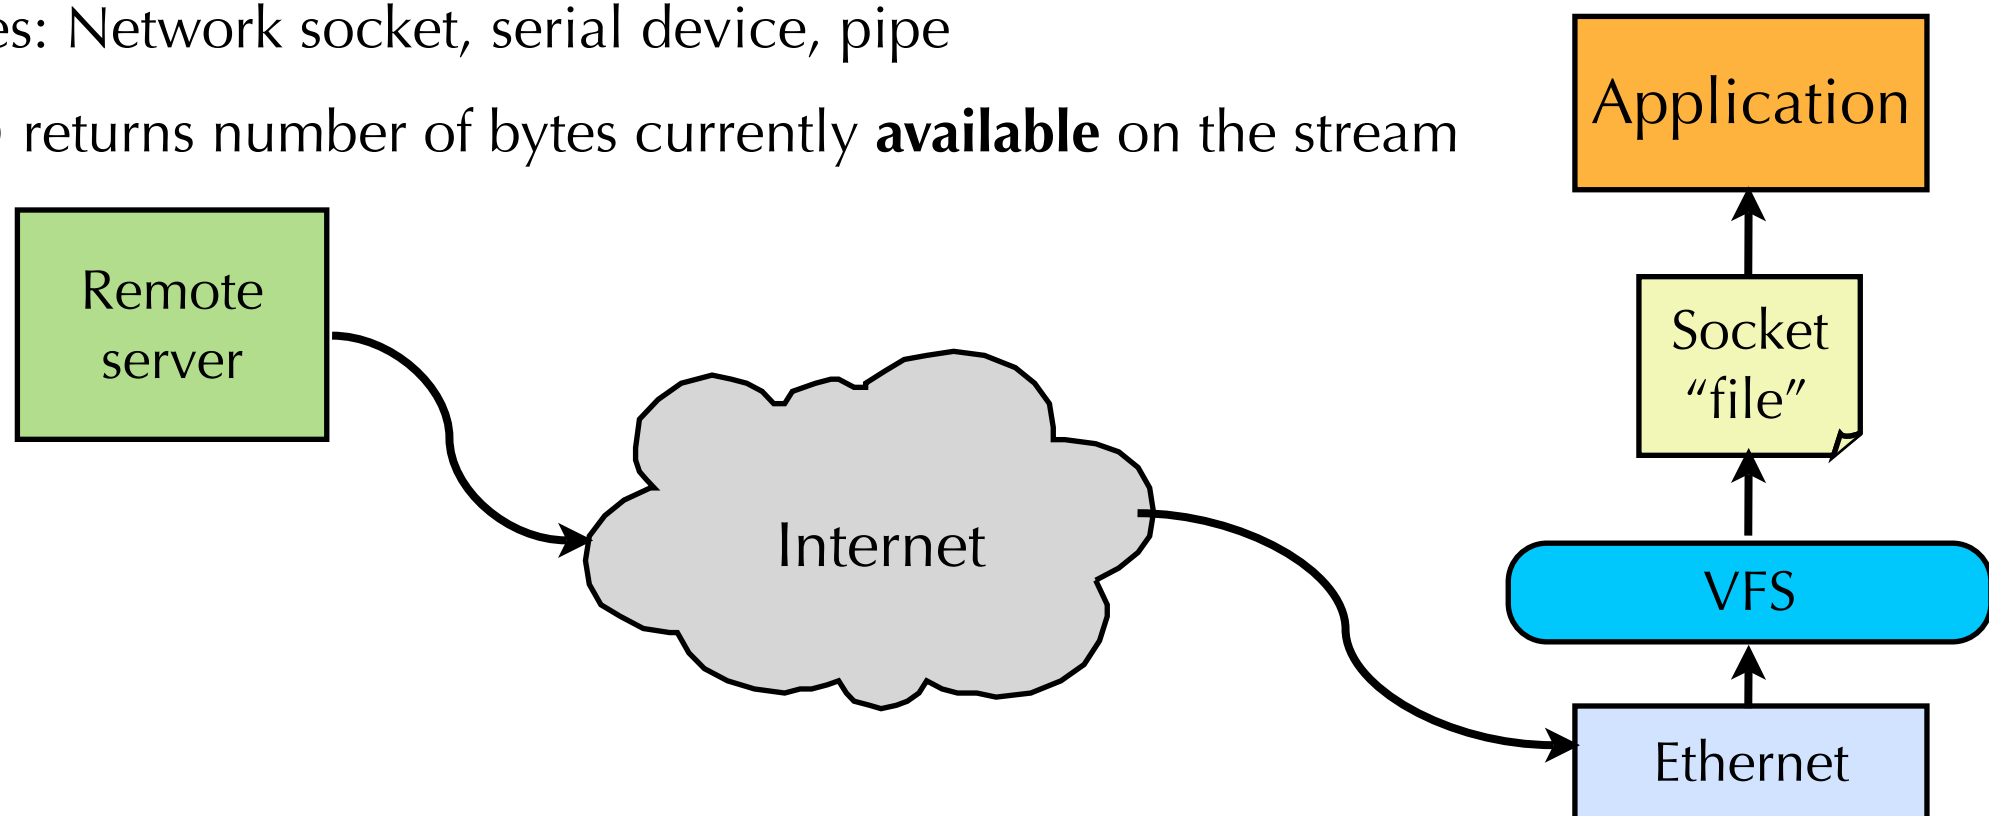 es: Network socket, serial device, pipe
) returns number of bytes currently available on the stream
Application
Remote
server
Socket
“file”
Internet
VFS
Ethernet